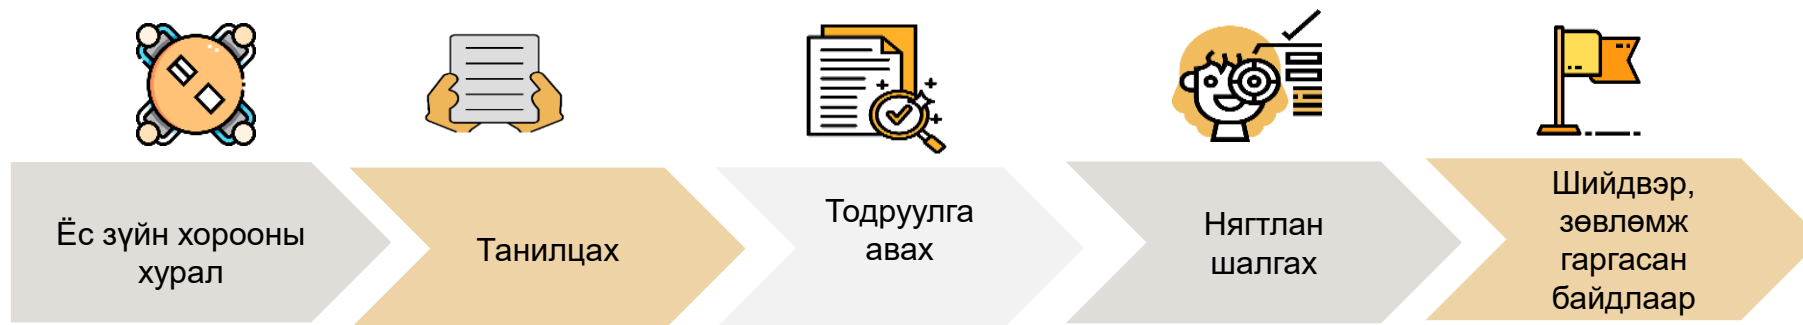 Ёс зүйн хорооны
хурал
Танилцах
Тодруулга
авах
Нягтлан
шалгах
Шийдвэр,
зөвлөмж
гаргасан
байдлаар